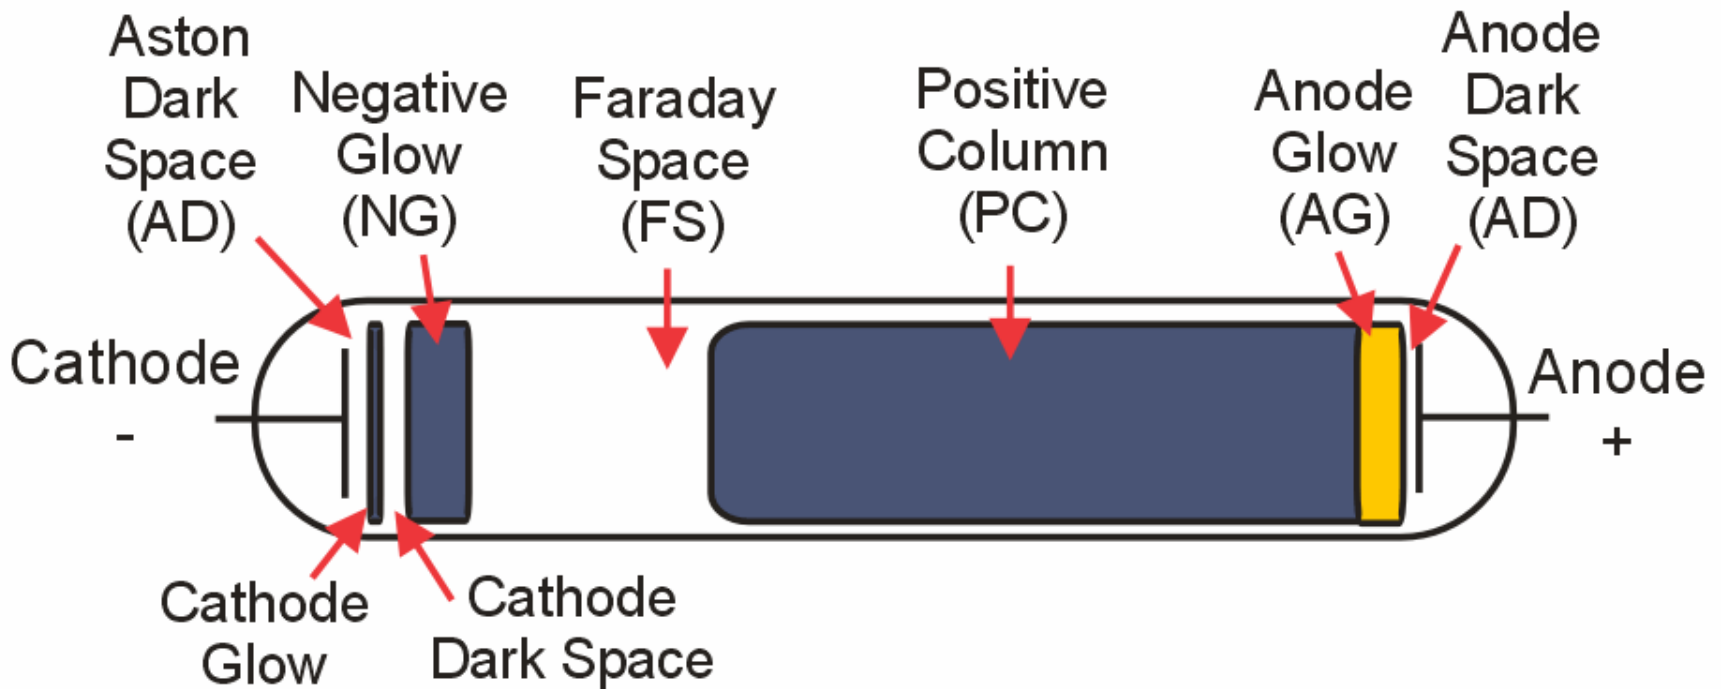 Aston
Dark
Space
(AD)
Negative
Glow
(NG)
Faraday
Space
(FS)
Positive
Column
(PC)
Anode
Glow
(AG)
Anode
Dark
Space
(AD)
Cathode
-
Anode
+
Cathode
Glow
Cathode
Dark Space